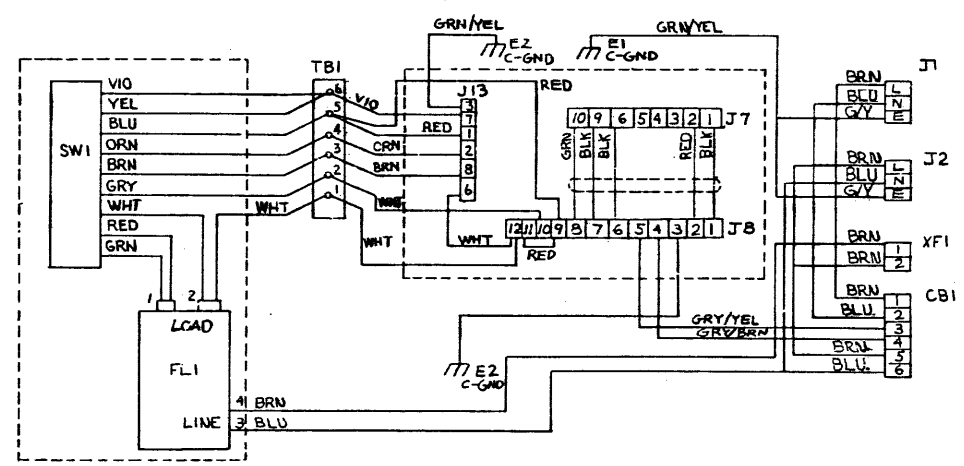 GRN/YEL
E2
C-GND
E1
C-GND
GRN/YEL
TB1
J13
RED
J1
BRN L
BLU N
G/Y E
VIO
YEL
BLU
ORN
BRN
GRY
WHT
RED
GRN
SW1
6
5
4
3
2
1
VIO
RED
CRN
BRN
WHT
WHT
WHT
3
7
1
2
8
6
10 9 6 5 4 3 2 1 J7
GRN
BLK
BLK
RED
BLK
J2
BRN L
BLU N
G/Y E
12 11 10 9 8 7 6 5 4 3 2 1 J8
WHT
RED
XF1
BRN 1
BRN 2
CB1
BRN 1
BLU 2
GRY/YEL 3
GRY/BRN 4
BRN 5
BLU 6
1 2
LOAD
FL1
LINE
4 BRN
3 BLU
E2
C-GND